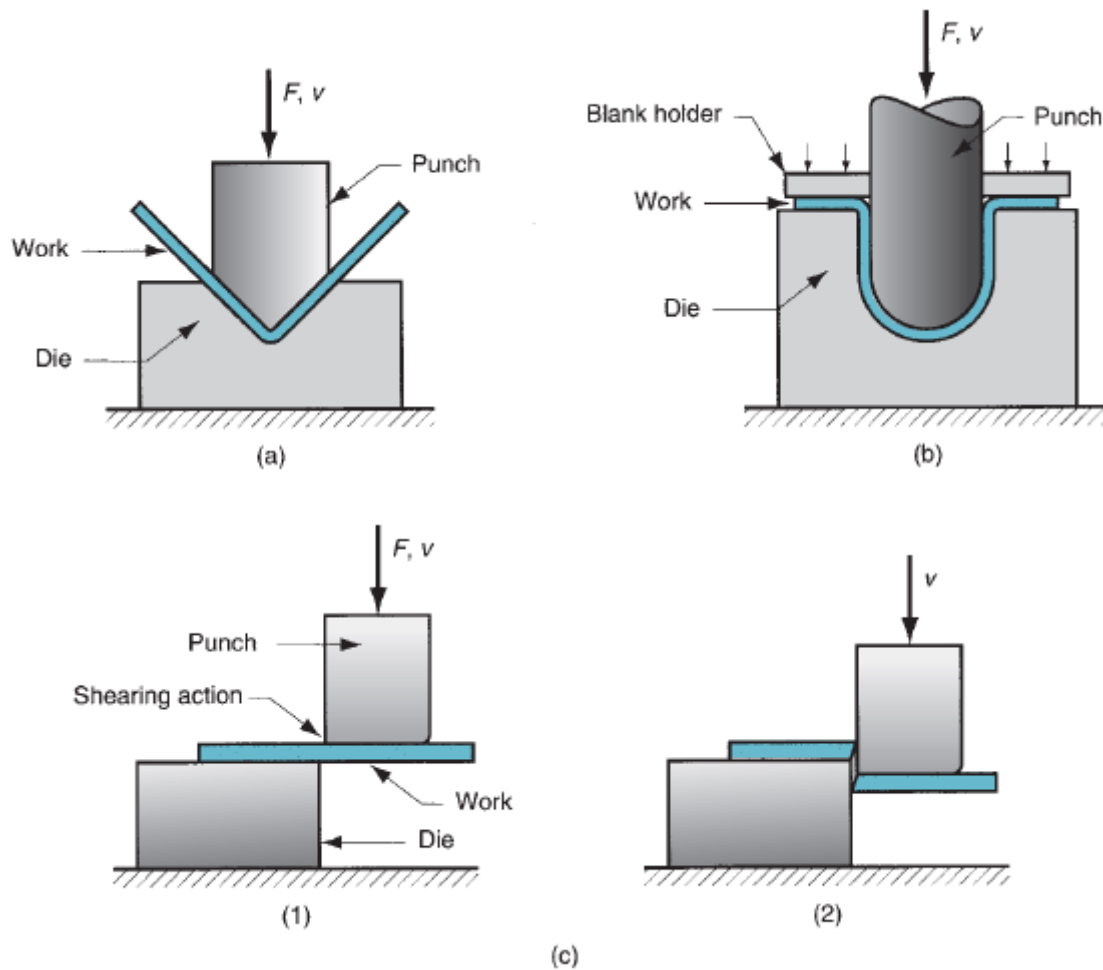 F, v
Punch
Work
Die
(a)
F, v
Blank holder
Punch
Work
Die
(b)
F, v
Punch
Shearing action
Work
Die
(1)
v
(2)
(c)